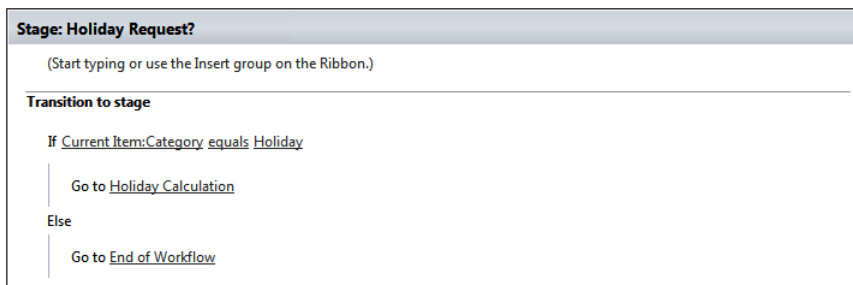 Stage: Holiday Request?
(Start typing or use the Insert group on the Ribbon.)
Transition to stage
If Current Item:Category equals Holiday
Go to Holiday Calculation
Else
Go to End of Workflow